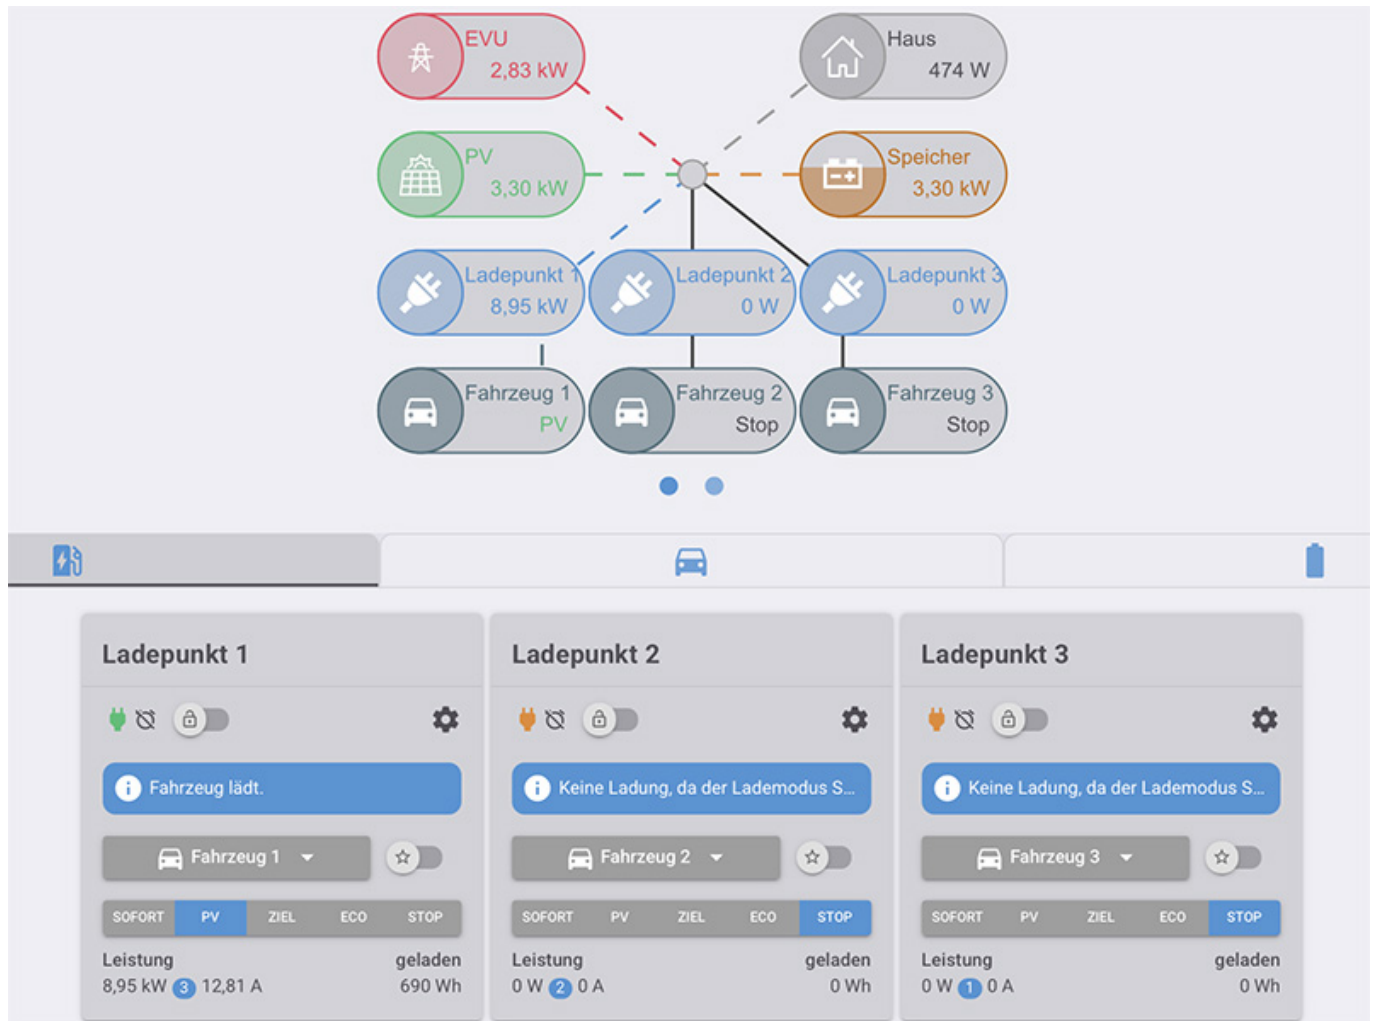 EVU
2,83 kW
Haus
474 W
PV
3,30 kW
Speicher
3,30 kW
Ladepunkt 1
8,95 kW
Ladepunkt 2
0 W
Ladepunkt 3
0 W
Fahrzeug 1
PV
Fahrzeug 2
Stop
Fahrzeug 3
Stop
Ladepunkt 1
Fahrzeug lädt.
Fahrzeug 1
SOFORT PV ZIEL ECO STOP
Leistung geladen
8,95 kW 3 12,81 A 690 Wh
Ladepunkt 2
Keine Ladung, da der Lademodus S...
Fahrzeug 2
SOFORT PV ZIEL ECO STOP
Leistung geladen
0 W 2 0 A 0 Wh
Ladepunkt 3
Keine Ladung, da der Lademodus S...
Fahrzeug 3
SOFORT PV ZIEL ECO STOP
Leistung geladen
0 W 1 0 A 0 Wh